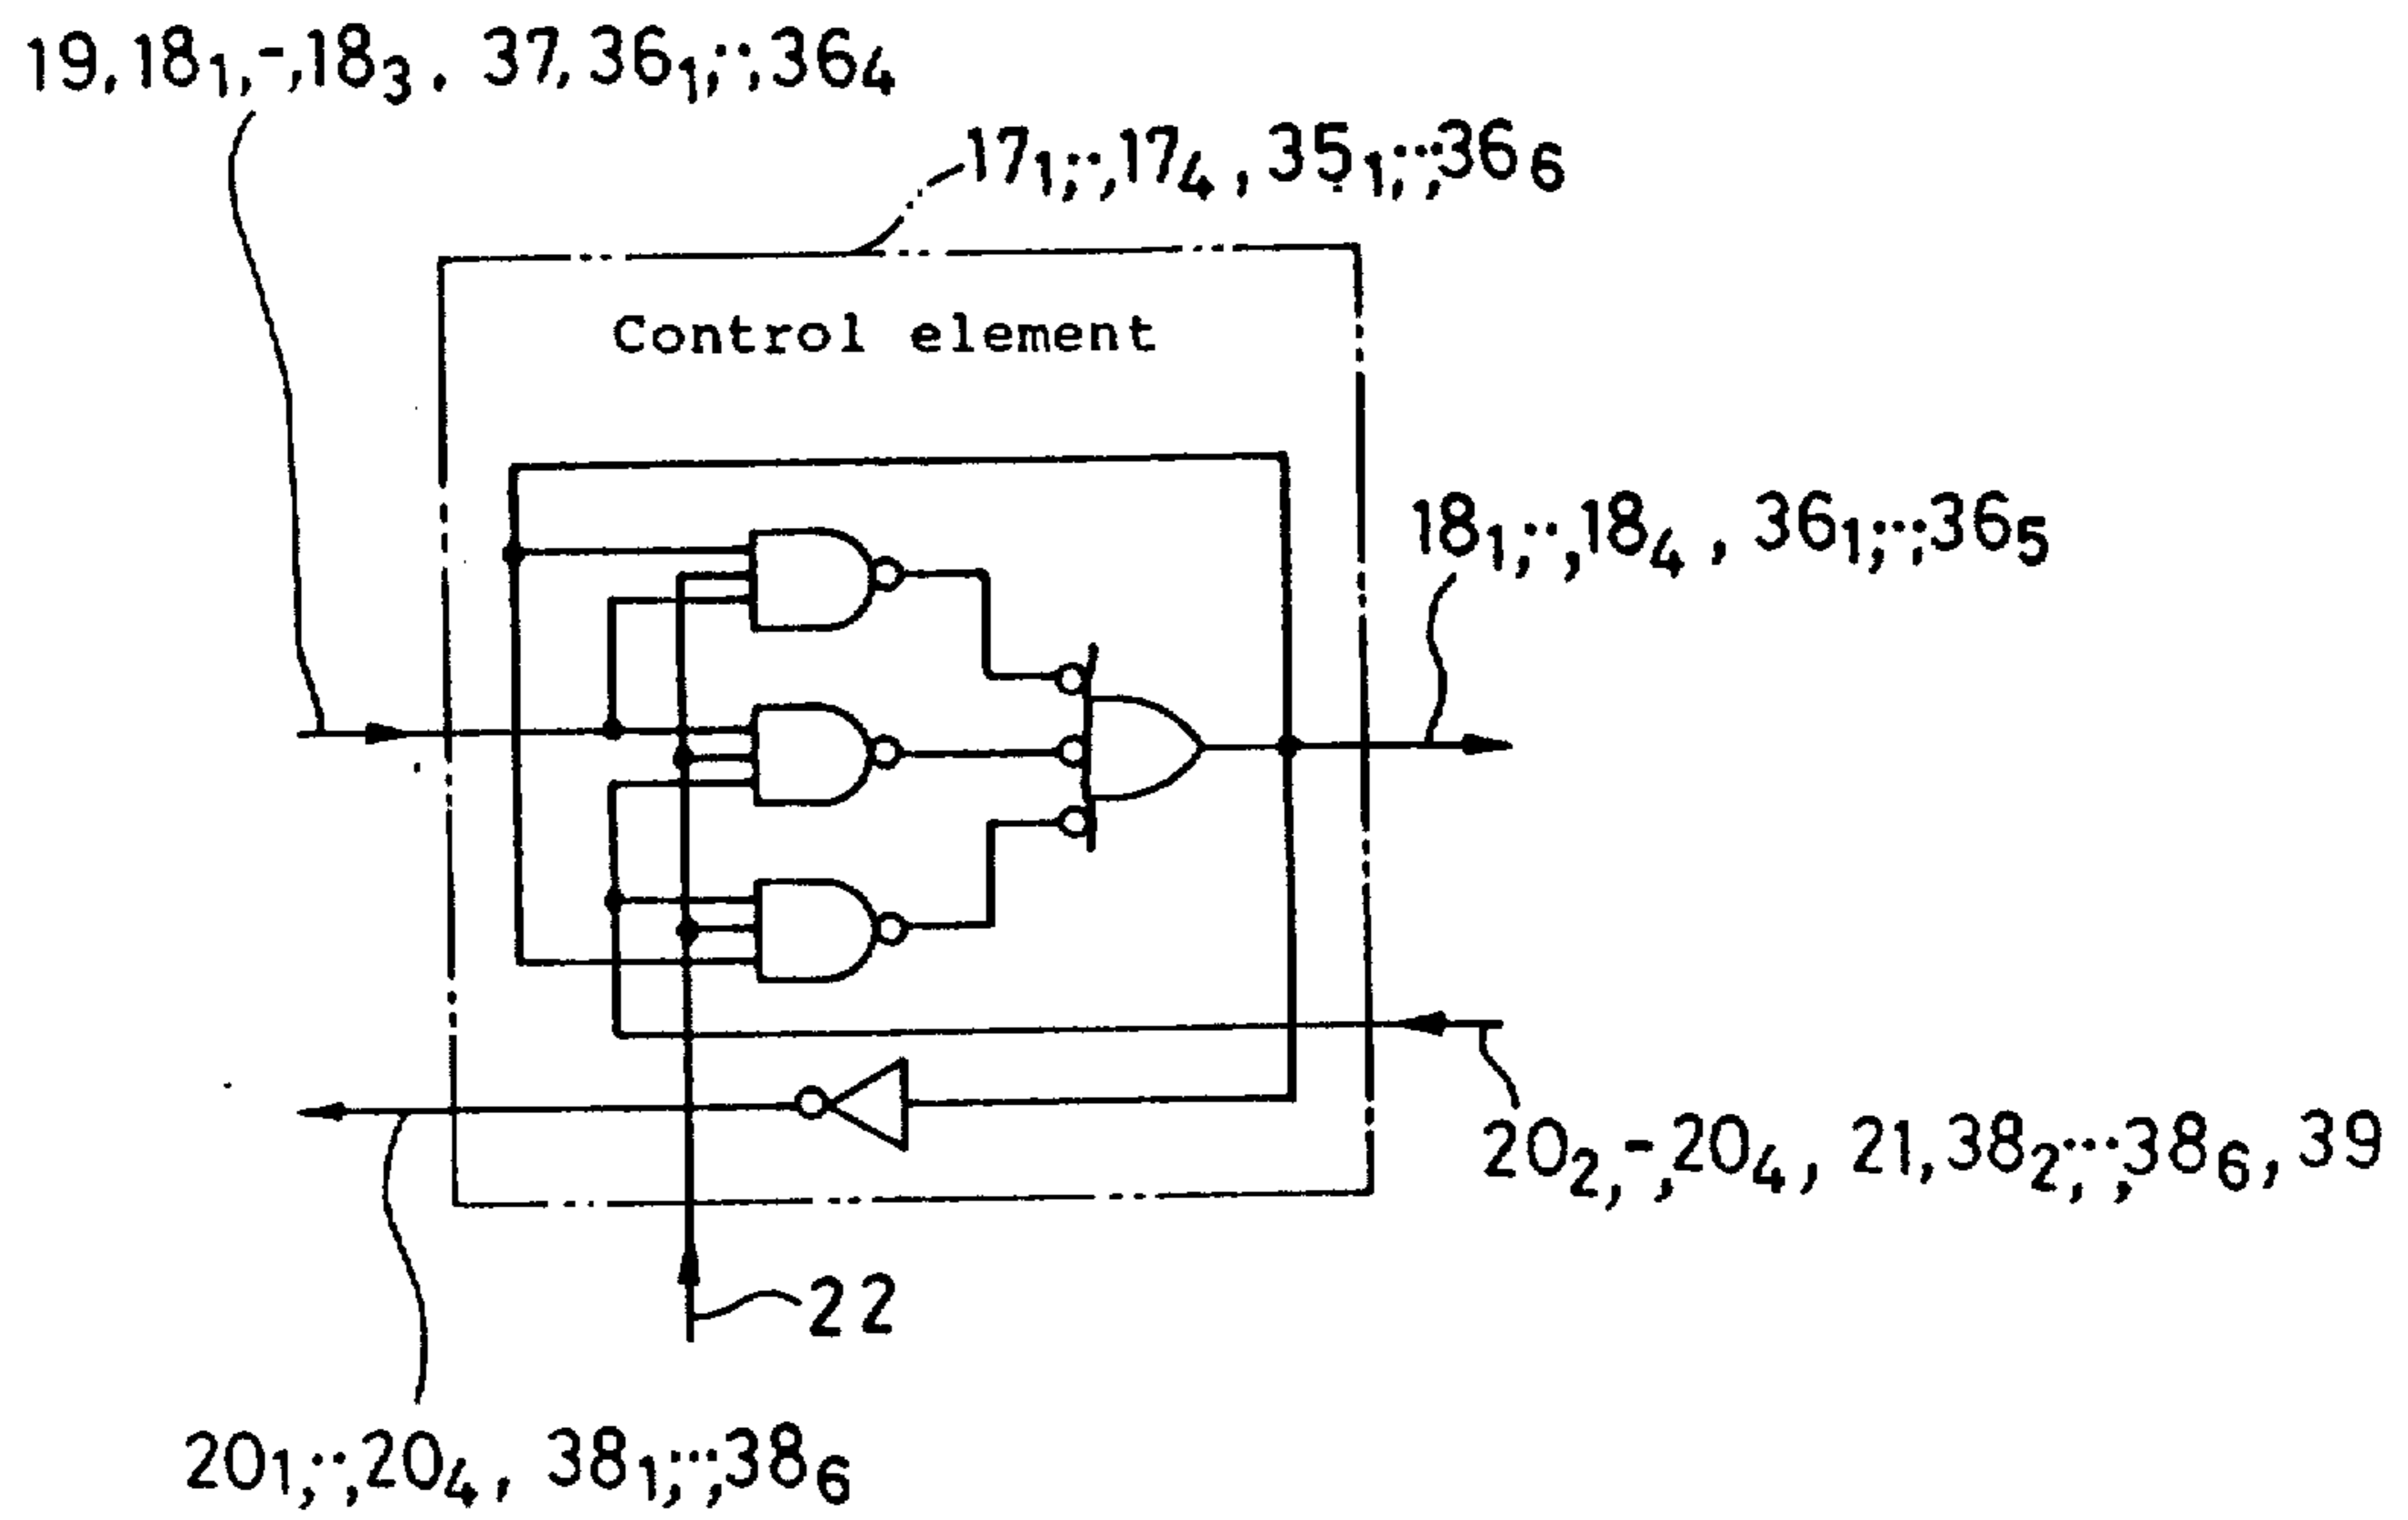 19,18₁,-,18₃, 37,36₁,··,36₄
17₁,··,17₄, 35₁,···,36₆
Control element
18₁,··,18₄, 36₁,···,36₅
20₂,-,20₄, 21,38₂,···,38₆, 39
22
20₁,··,20₄, 38₁,···,38₆